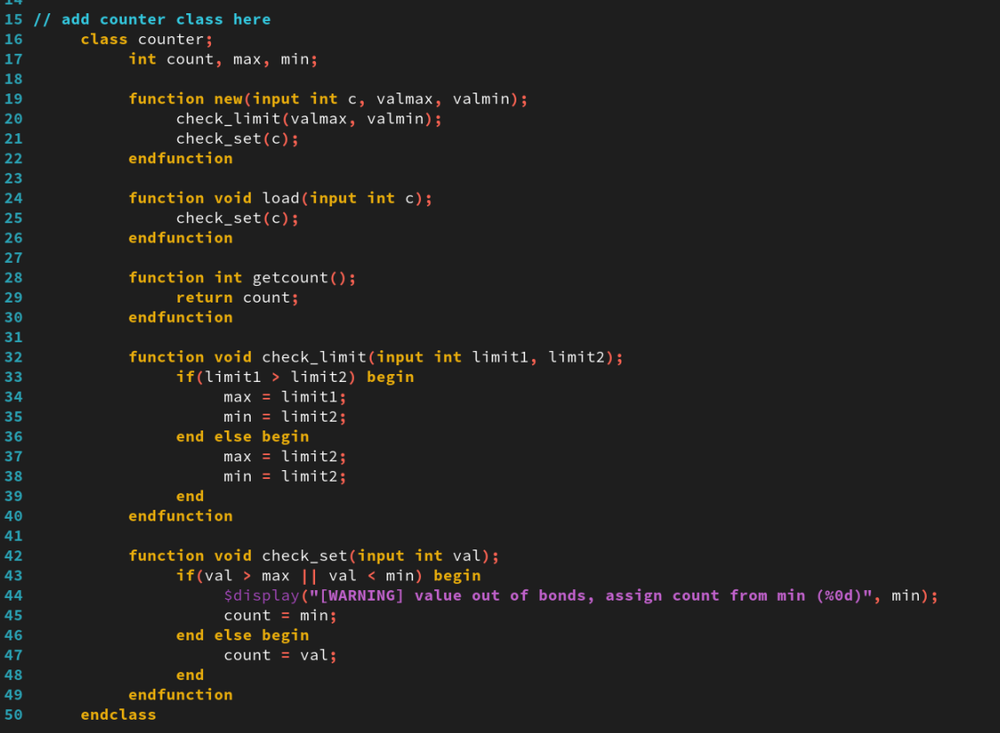 14
15 // add counter class here
16 class counter;
17 int count, max, min;
18
19 function new(input int c, valmax, valmin);
20 check_limit(valmax, valmin);
21 check_set(c);
22 endfunction
23
24 function void load(input int c);
25 check_set(c);
26 endfunction
27
28 function int getcount();
29 return count;
30 endfunction
31
32 function void check_limit(input int limit1, limit2);
33 if(limit1 > limit2) begin
34 max = limit1;
35 min = limit2;
36 end else begin
37 max = limit2;
38 min = limit2;
39 end
40 endfunction
41
42 function void check_set(input int val);
43 if(val > max || val < min) begin
44 $display("[WARNING] value out of bonds, assign count from min (%0d)", min);
45 count = min;
46 end else begin
47 count = val;
48 end
49 endfunction
50 endclass